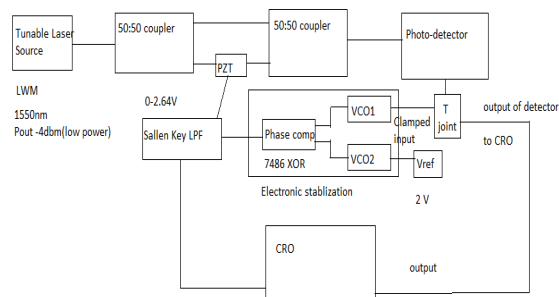 Tunable Laser
Source
50:50 coupler
50:50 coupler
Photo-detector
PZT
LWM
1550nm
Pout -4dbm(low power)
0-2.64V
Sallen Key LPF
Phase comp
7486 XOR
VCO1
VCO2
Clamped
input
T
joint
Vref
2 V
output of detector
to CRO
Electronic stablization
CRO
output